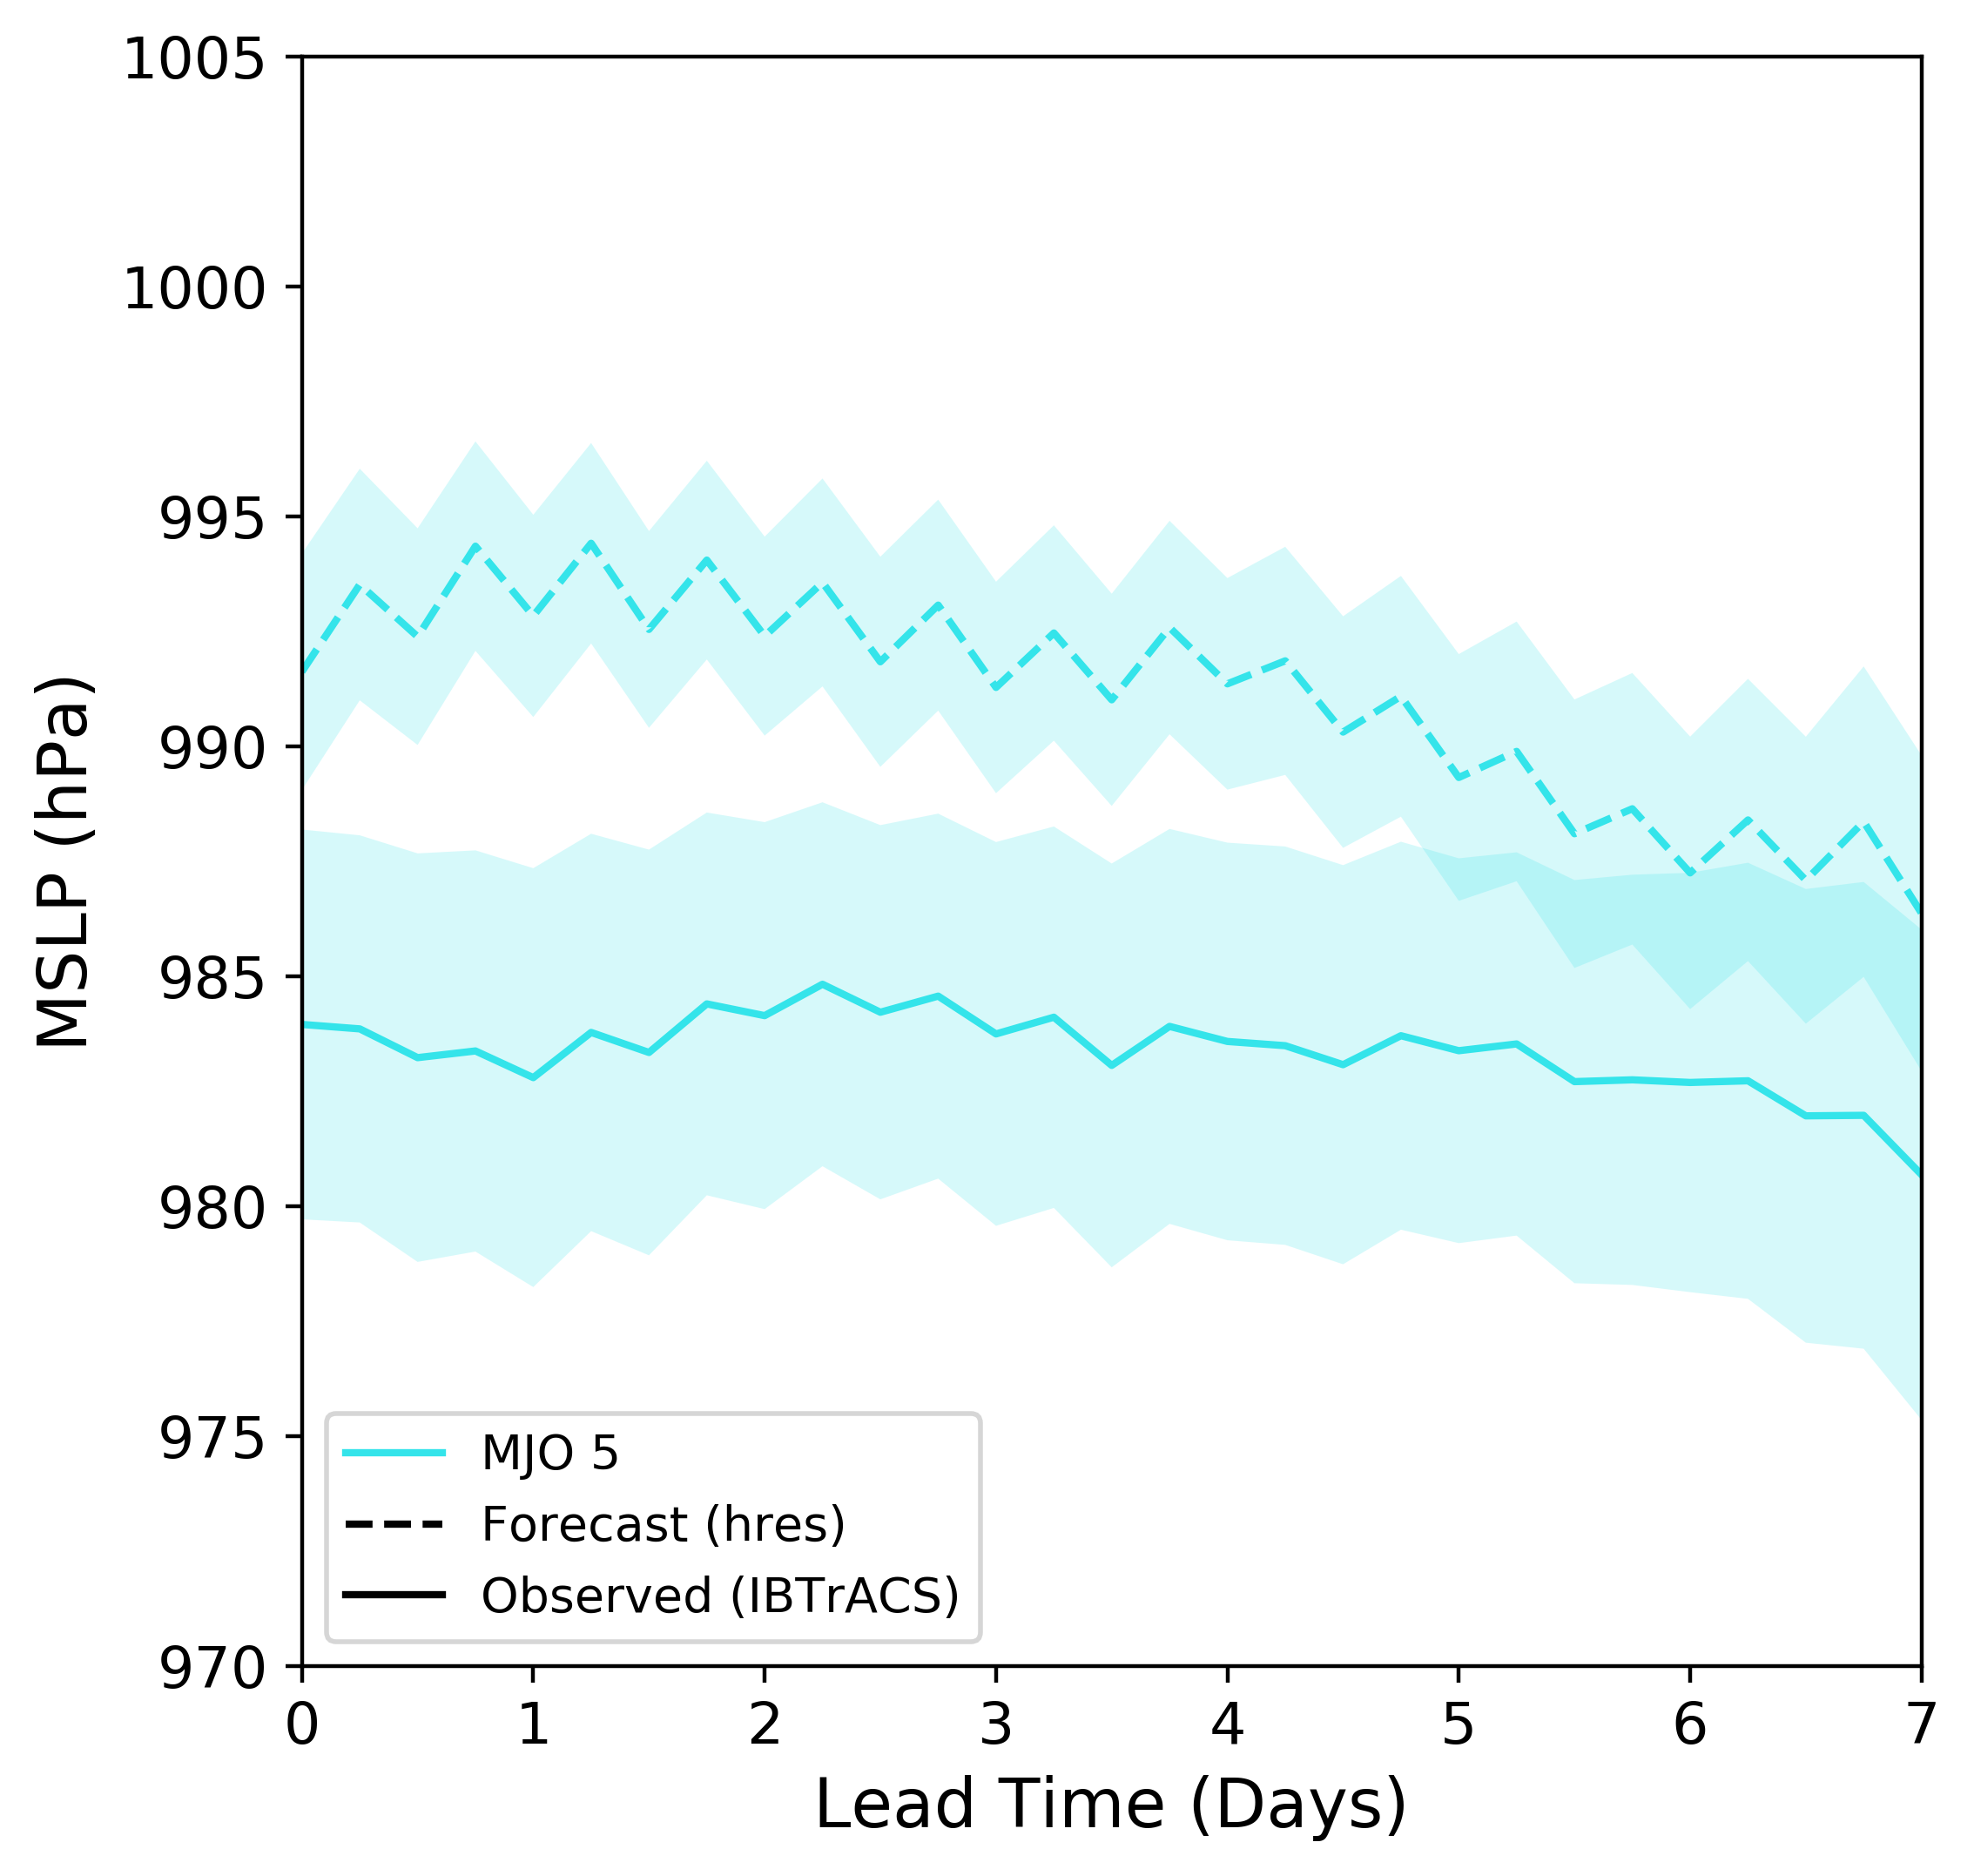 1005
1000
995
990
985
980
975
970
MSLP (hPa)
MJO 5
Forecast (hres)
Observed (IBTrACS)
0 1 2 3 4 5 6 7
Lead Time (Days)